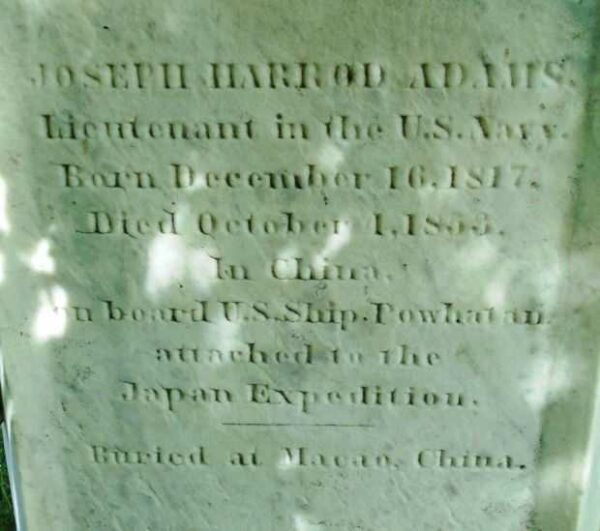 JOSEPH HARROD ADAMS.
Lieutenant in the U.S. Navy.
Born December 16, 1817.
Died October 1, 1853.
In China,
on board U.S. Ship. Powhatan.
attached to the
Japan Expedition.
Buried at Macao, China.